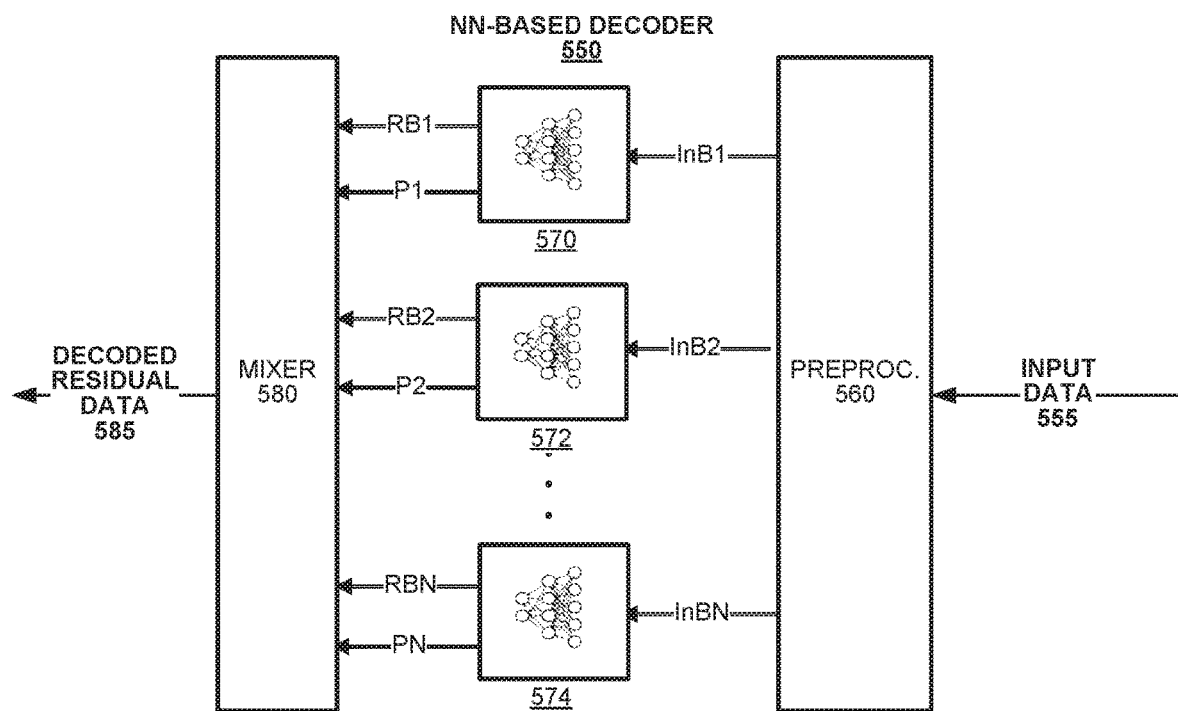 NN-BASED DECODER
550
RB1
InB1
P1
570
RB2
InB2
P2
572
DECODED
RESIDUAL
DATA
585
MIXER
580
PREPROC.
560
INPUT
DATA
555
RBN
InBN
PN
574